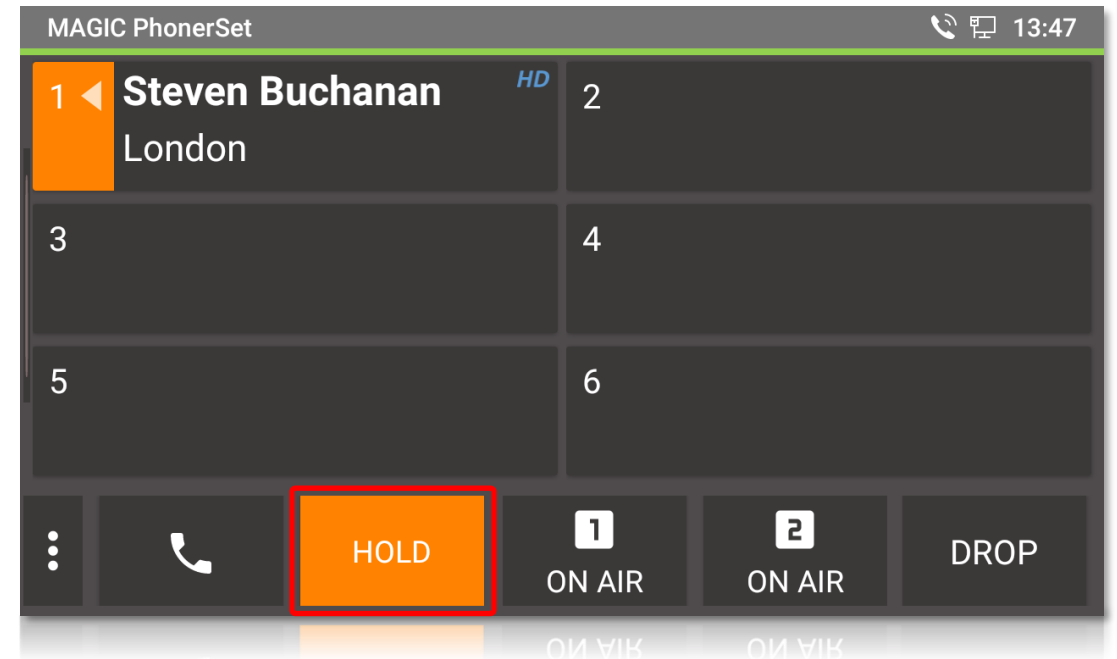 MAGIC PhonerSet 13:47
1 Steven Buchanan HD 2
London
3 4
5 6
HOLD 1 ON AIR 2 ON AIR DROP